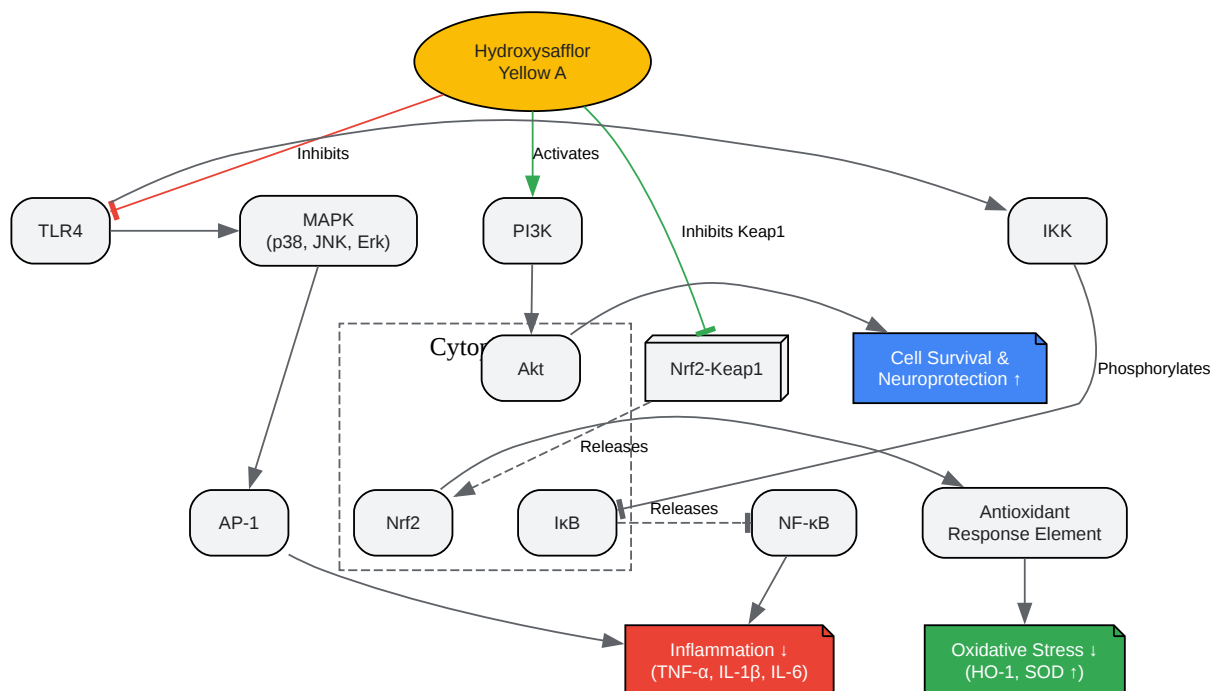 Hydroxysafflor
Yellow A
Inhibits
Activates
TLR4
MAPK
(p38, JNK, Erk)
PI3K
Inhibits Keap1
IKK
Akt
Nrf2-Keap1
Cell Survival &
Neuroprotection ↑
Phosphorylates
Releases
AP-1
Nrf2
IκB
Releases
NF-κB
Antioxidant
Response Element
Inflammation ↓
(TNF-α, IL-1β, IL-6)
Oxidative Stress ↓
(HO-1, SOD ↑)